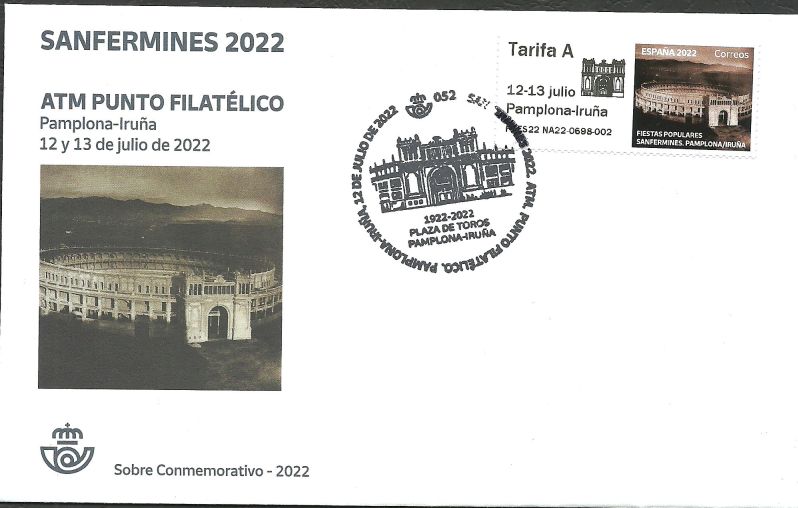 SANFERMINES 2022
ATM PUNTO FILATÉLICO
Pamplona-Iruña
12 y 13 de julio de 2022
Tarifa A
12-13 julio
Pamplona-Iruña
ES22 NA22-0698-002
ESPAÑA 2022 Correos
FIESTAS POPULARES
SANFERMINES. PAMPLONA/IRUÑA
052
2022. ATM. PUNTO FILATÉLICO. PAMPLONA-IRUÑA, 12 DE JULIO DE 2022
1922-2022
PLAZA DE TOROS
PAMPLONA-IRUÑA
Sobre Conmemorativo - 2022